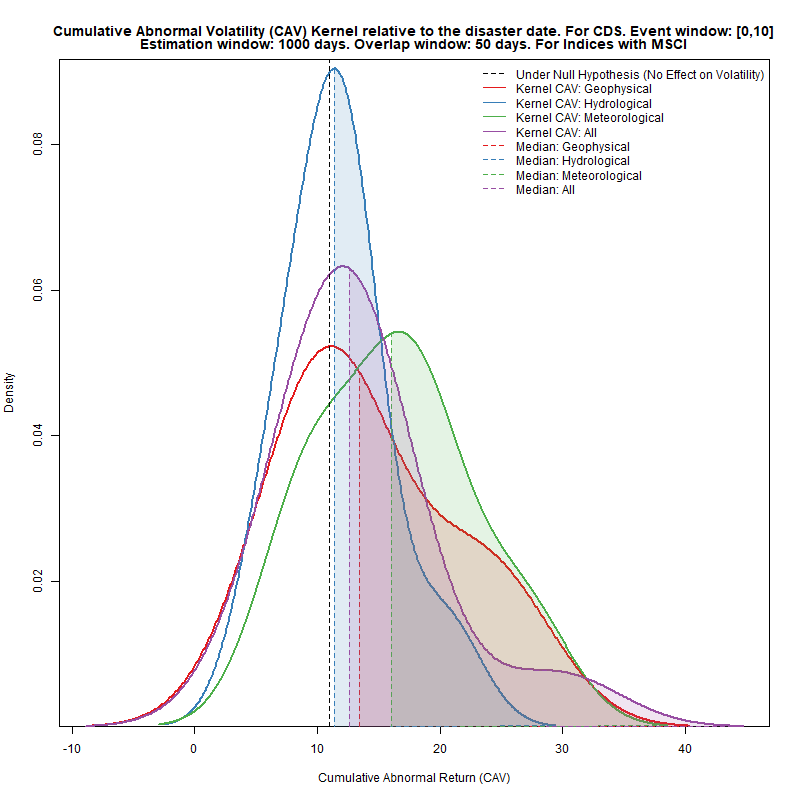 Cumulative Abnormal Volatility (CAV) Kernel relative to the disaster date. For CDS. Event window: [0,10]
Estimation window: 1000 days. Overlap window: 50 days. For Indices with MSCI
Under Null Hypothesis (No Effect on Volatility)
Kernel CAV: Geophysical
Kernel CAV: Hydrological
Kernel CAV: Meteorological
Kernel CAV: All
Median: Geophysical
Median: Hydrological
Median: Meteorological
Median: All
Density
0.08
0.06
0.04
0.02
-10 0 10 20 30 40
Cumulative Abnormal Return (CAV)